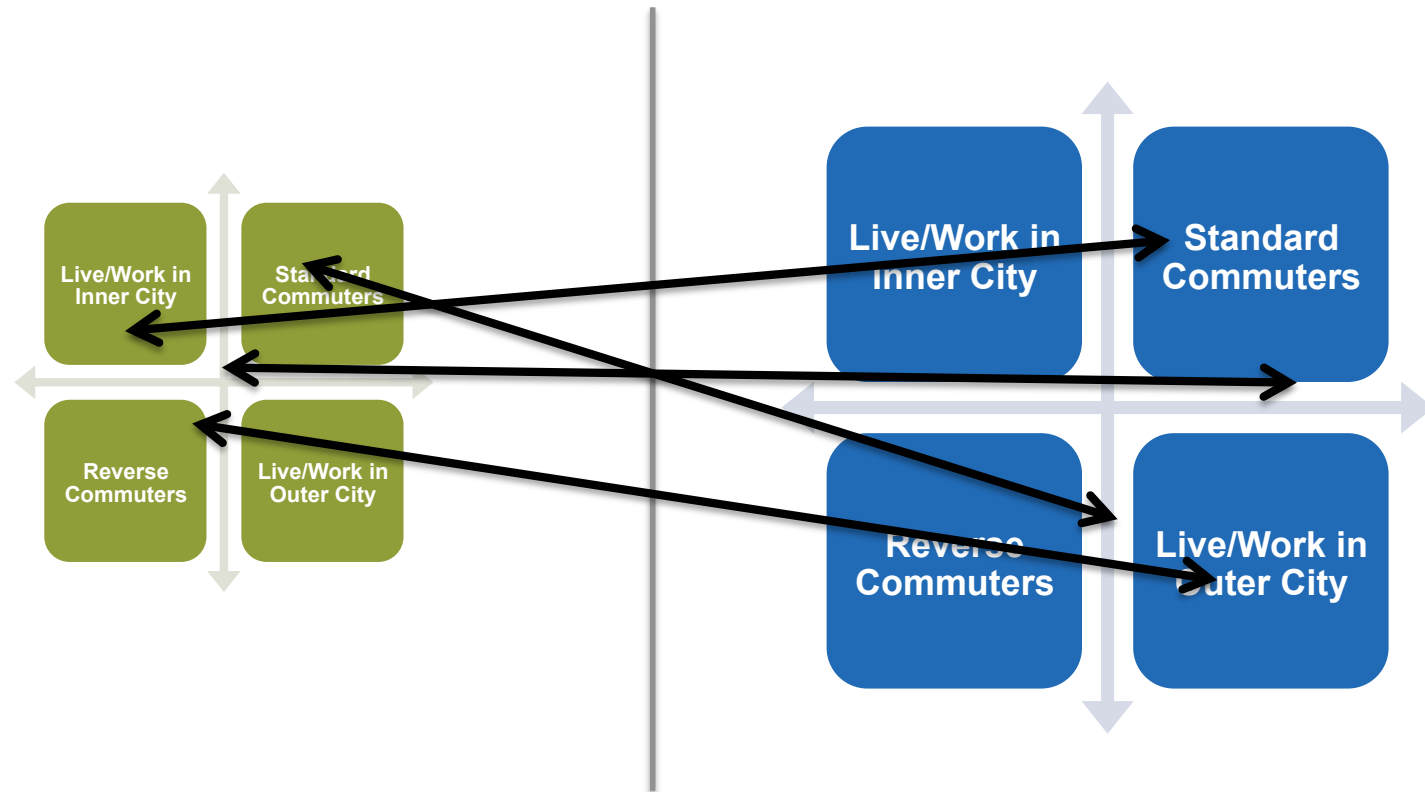 Live/Work in
Inner City
Standard
Commuters
Reverse
Commuters
Live/Work in
Outer City
Live/Work in
Inner City
Standard
Commuters
Reverse
Commuters
Live/Work in
Outer City